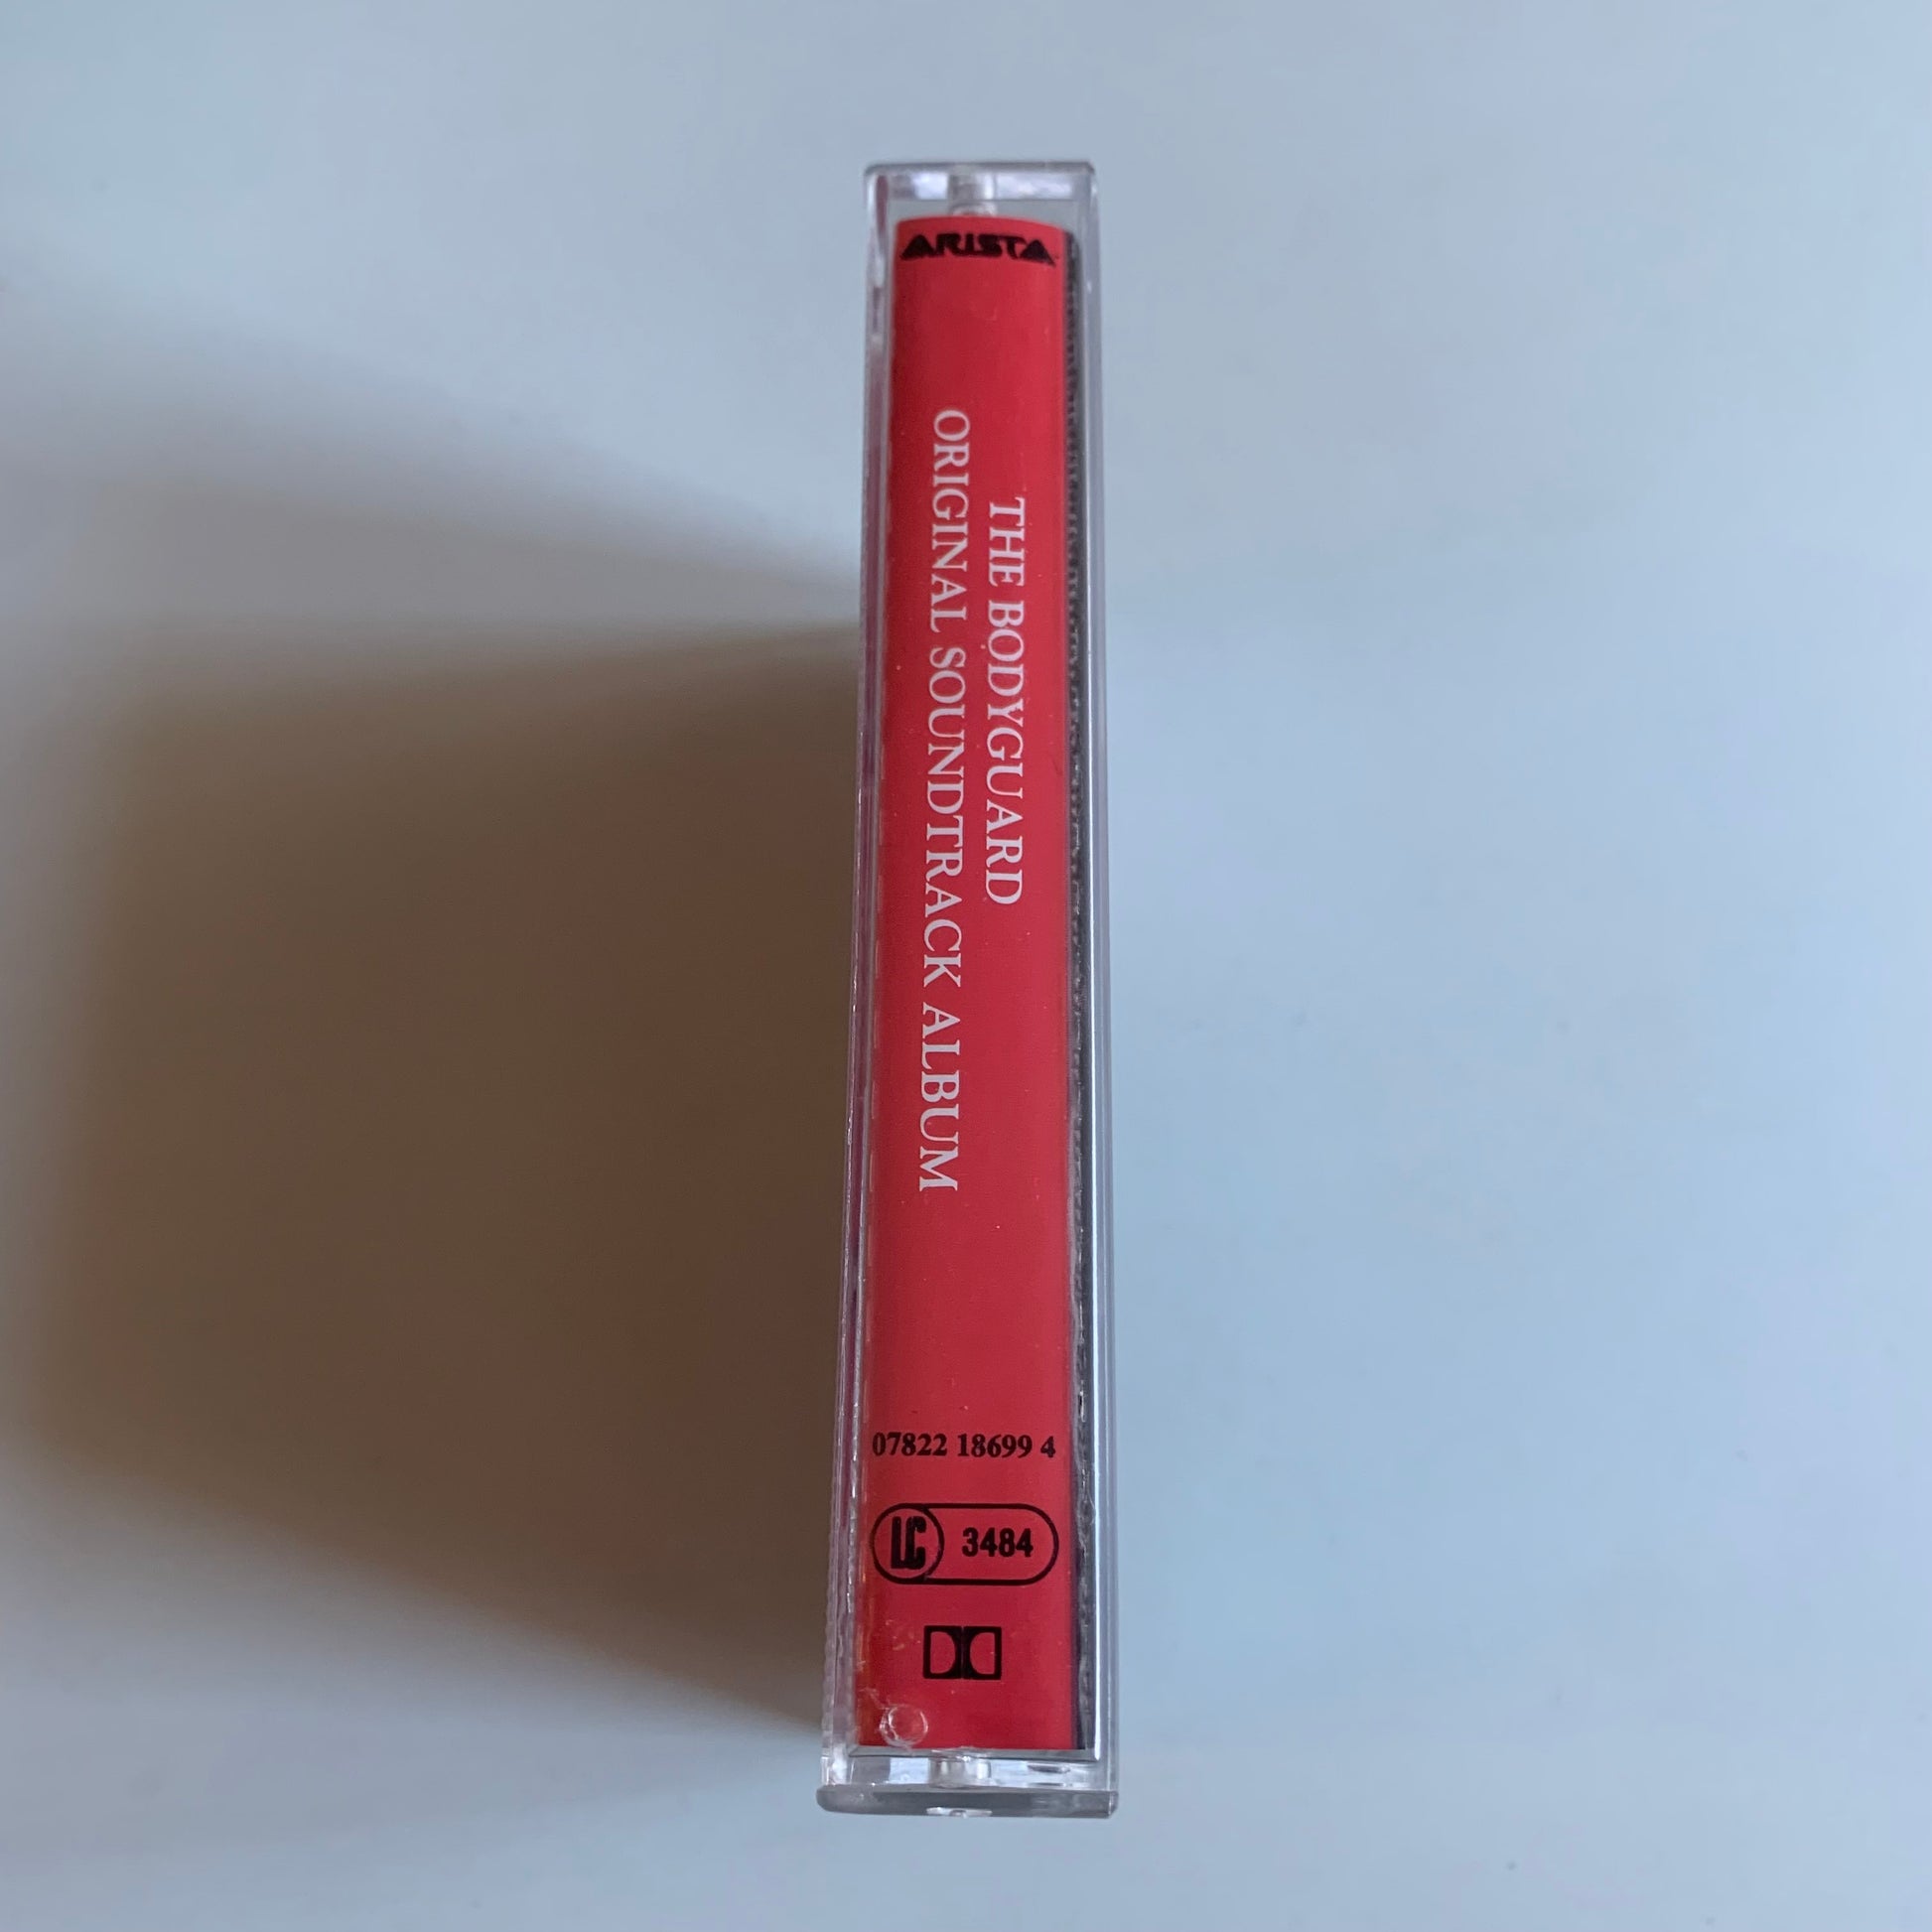 ARISTA
THE BODYGUARD
ORIGINAL SOUNDTRACK ALBUM
07822 18699 4
LC 3484